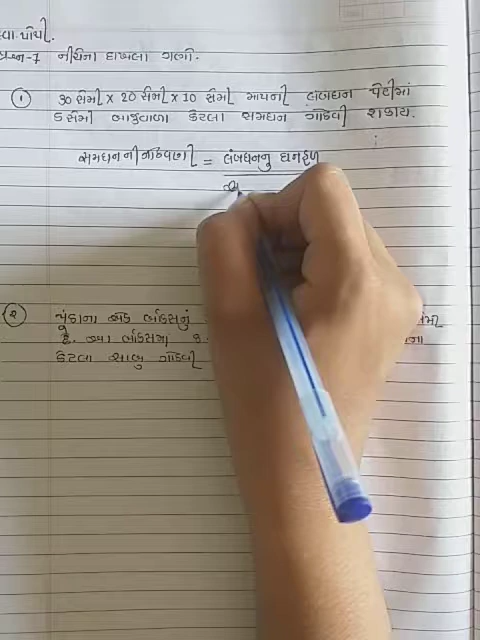 સ્વા.પોથી.
પ્રશ્ન-7 નીચેના દાખલા ગણો.
① 30 સેમી × 20 સેમી × 10 સેમી માપની લંબઘન પેટીમાં
5 સેમી બાજુવાળા કેટલા સમઘન ગોઠવી શકાય.
સમઘનની ગોઠવણી = લંબઘનનુ ઘનફળ
સ
② પૂંઠાના એક બોક્સનું સેમી
છે. આ બોક્સમાં ના
કેટલા સાબુ ગોઠવી